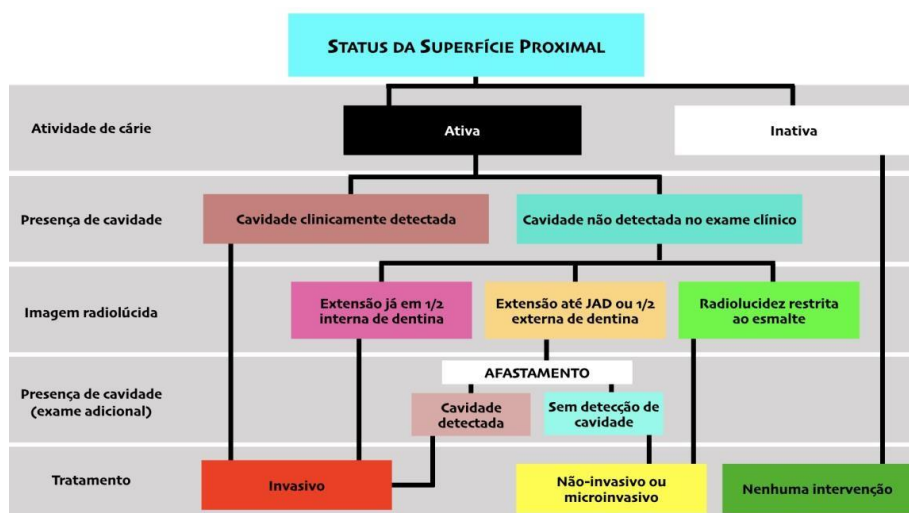 STATUS DA SUPERFÍCIE PROXIMAL
Atividade de cárie
Ativa
Inativa
Presença de cavidade
Cavidade clinicamente detectada
Cavidade não detectada no exame clínico
Imagem radiolúcida
Extensão já em 1/2
interna de dentina
Extensão até JAD ou 1/2
externa de dentina
Radiolucidez restrita
ao esmalte
AFASTAMENTO
Presença de cavidade
(exame adicional)
Cavidade
detectada
Sem detecção de
cavidade
Tratamento
Invasivo
Não-invasivo ou
microinvasivo
Nenhuma intervenção